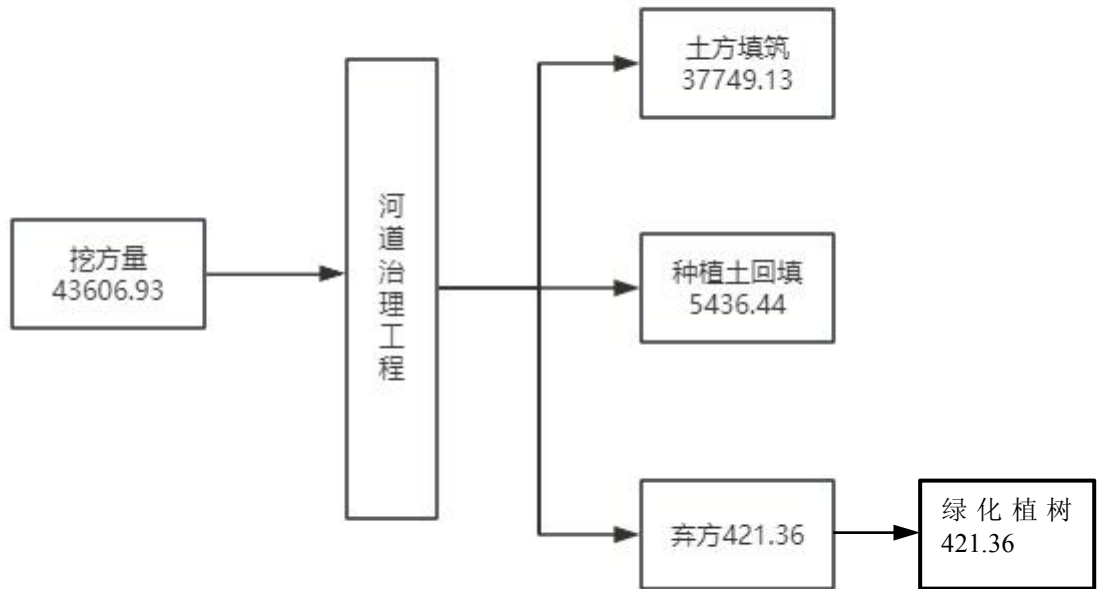 挖方量
43606.93
河道治理工程
土方填筑
37749.13
种植土回填
5436.44
弃方421.36
绿化植树
421.36